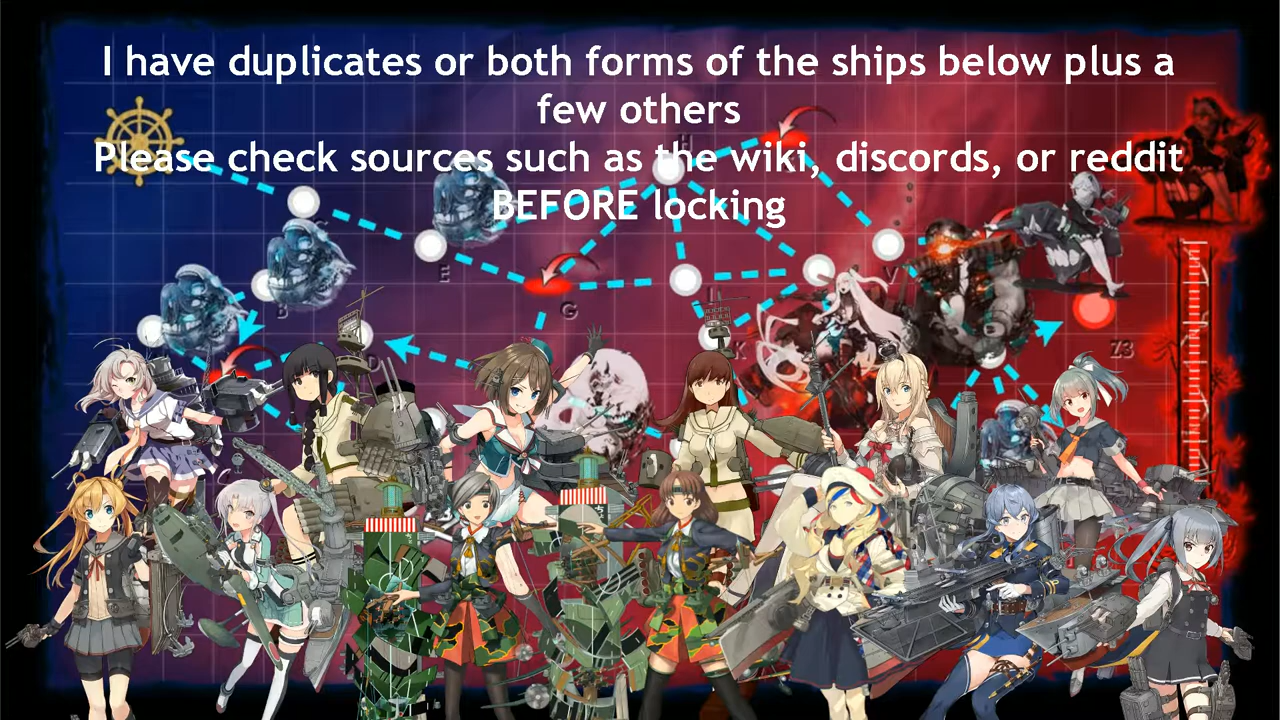 I have duplicates or both forms of the ships below plus a
few others
Please check sources such as the wiki, discords, or reddit
BEFORE locking
H
E
V
B
G
I
D
K
Z3